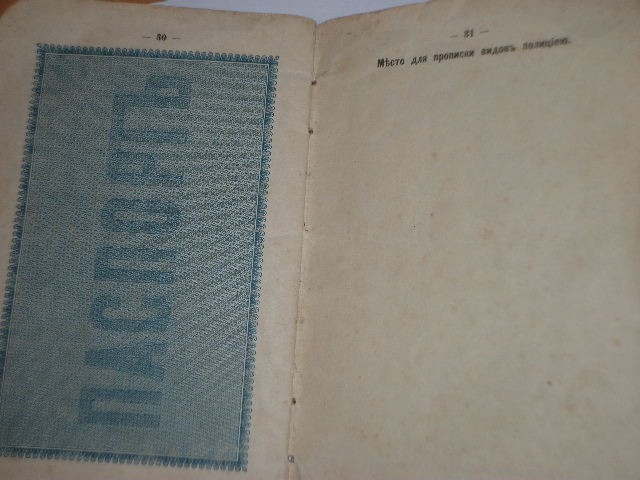 — 30 —
ПАСПОРТЪ
— 31 —
Мѣсто для прописки видовъ полиціею.